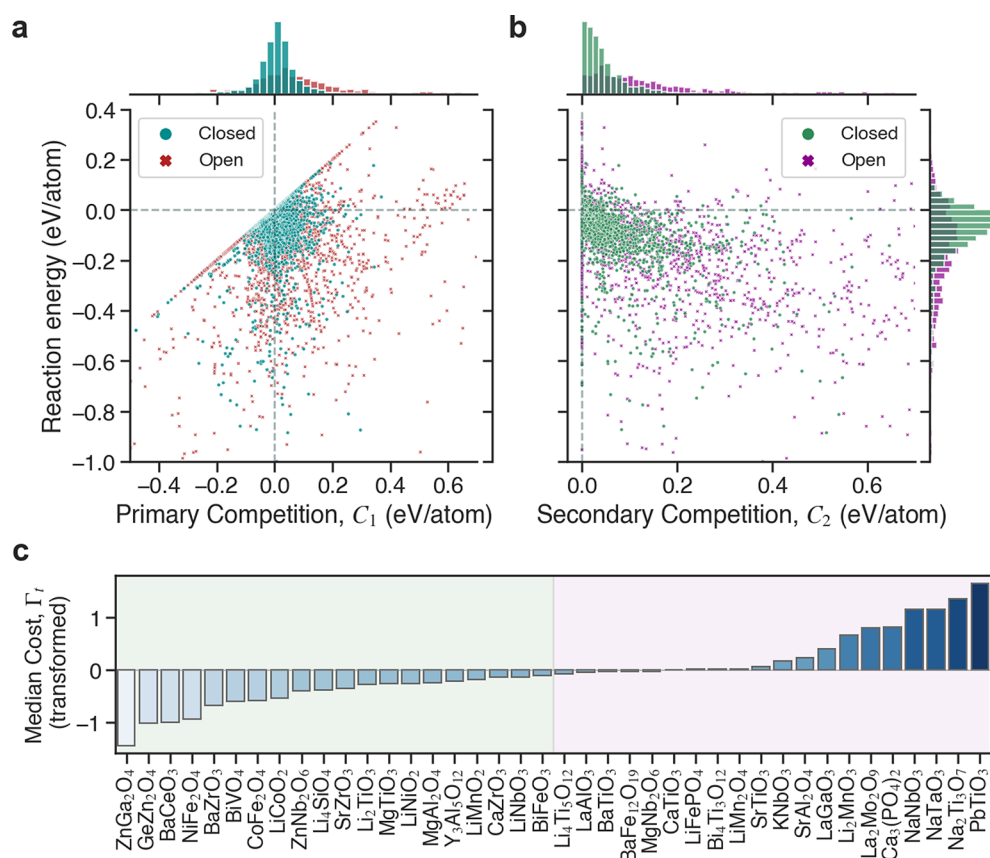 a
b
0.4
0.2
0.0
−0.2
−0.4
−0.6
−0.8
−1.0
Reaction energy (eV/atom)
Closed
Open
Closed
Open
−0.4 −0.2 0.0 0.2 0.4 0.6
0.0 0.2 0.4 0.6
Primary Competition, C₁ (eV/atom)
Secondary Competition, C₂ (eV/atom)
c
Median Cost, Γₜ
(transformed)
1
0
−1
ZnGa₂O₄
GeZn₂O₄
BaCeO₃
NiFe₂O₄
BaZrO₃
BiVO₄
CoFe₂O₄
LiCoO₂
ZnNb₂O₆
Li₄SiO₄
SrZrO₃
Li₂TiO₃
MgTiO₃
LiNiO₂
MgAl₂O₄
Y₃Al₅O₁₂
LiMnO₂
CaZrO₃
LiNbO₃
BiFeO₃
Li₄Ti₅O₁₂
LaAlO₃
BaTiO₃
BaFe₁₂O₁₉
MgNb₂O₆
CaTiO₃
LiFePO₄
Bi₄Ti₃O₁₂
LiMn₂O₄
SrTiO₃
KNbO₃
SrAl₂O₄
LaGaO₃
Li₂MnO₃
La₂Mo₂O₉
Ca₃(PO₄)₂
NaNbO₃
NaTaO₃
Na₂Ti₃O₇
PbTiO₃